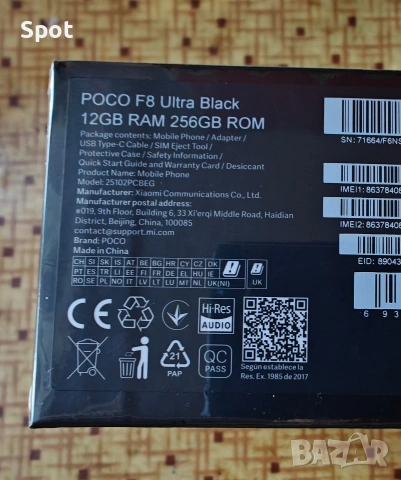 Spot
POCO F8 Ultra Black
12GB RAM 256GB ROM
Package contents: Mobile Phone / Adapter /
USB Type-C Cable / SIM Eject Tool /
Protective Case / Safety Information /
Quick Start Guide and Warranty Card / Desiccant
Product Name: Mobile Phone
Model: 25102PCBEG
Manufacturer: Xiaomi Communications Co., Ltd.
Manufacturer postal address:
#019, 9th Floor, Building 6, 33 Xi'erqi Middle Road, Haidian
District, Beijing, China, 100085
contact@support.mi.com
Brand: POCO
Made in China
CH SI SK IS AT BE BG HR CY CZ DK
PT ES TR LI EE FI FR DE EL HU IE
RO SE PL IT LV LT LU MT NL NO UK(NI)
UK
SN: 71664/F6NS
IMEI1: 86378408
IMEI2: 86378408
EID: 89043
6 93
CE
Hi-Res
AUDIO
21
PAP
QC
PASS
Según establece la
Res. Ex. 1985 de 2017
BAZAR